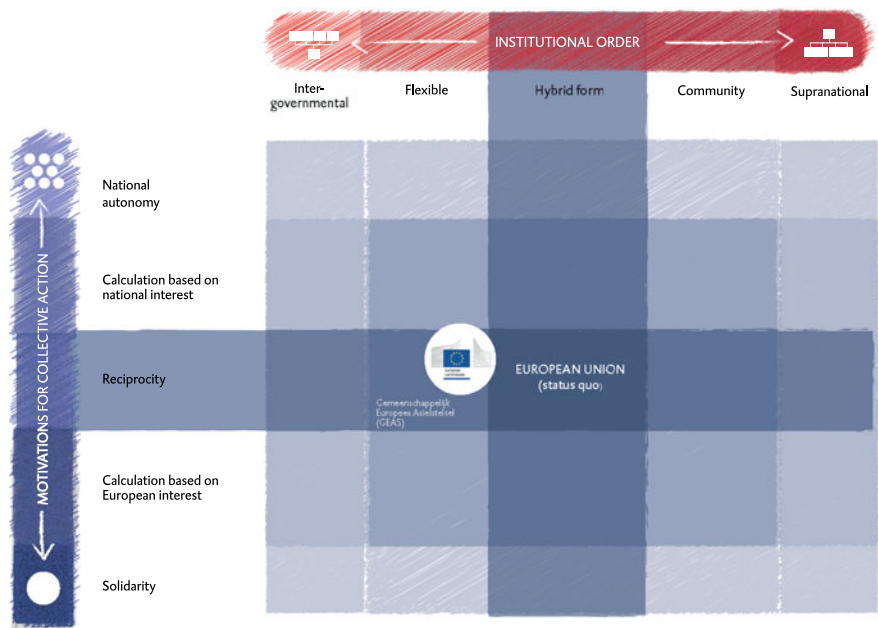 INSTITUTIONAL ORDER
Inter-
governmental
Flexible
Hybrid form
Community
Supranational
MOTIVATIONS FOR COLLECTIVE ACTION
National
autonomy
Calculation based on
national interest
Reciprocity
EUROPEAN UNION
(status quo)
Gemeenschappelijk
Europees Asielstelsel
(GEAS)
Calculation based on
European interest
Solidarity